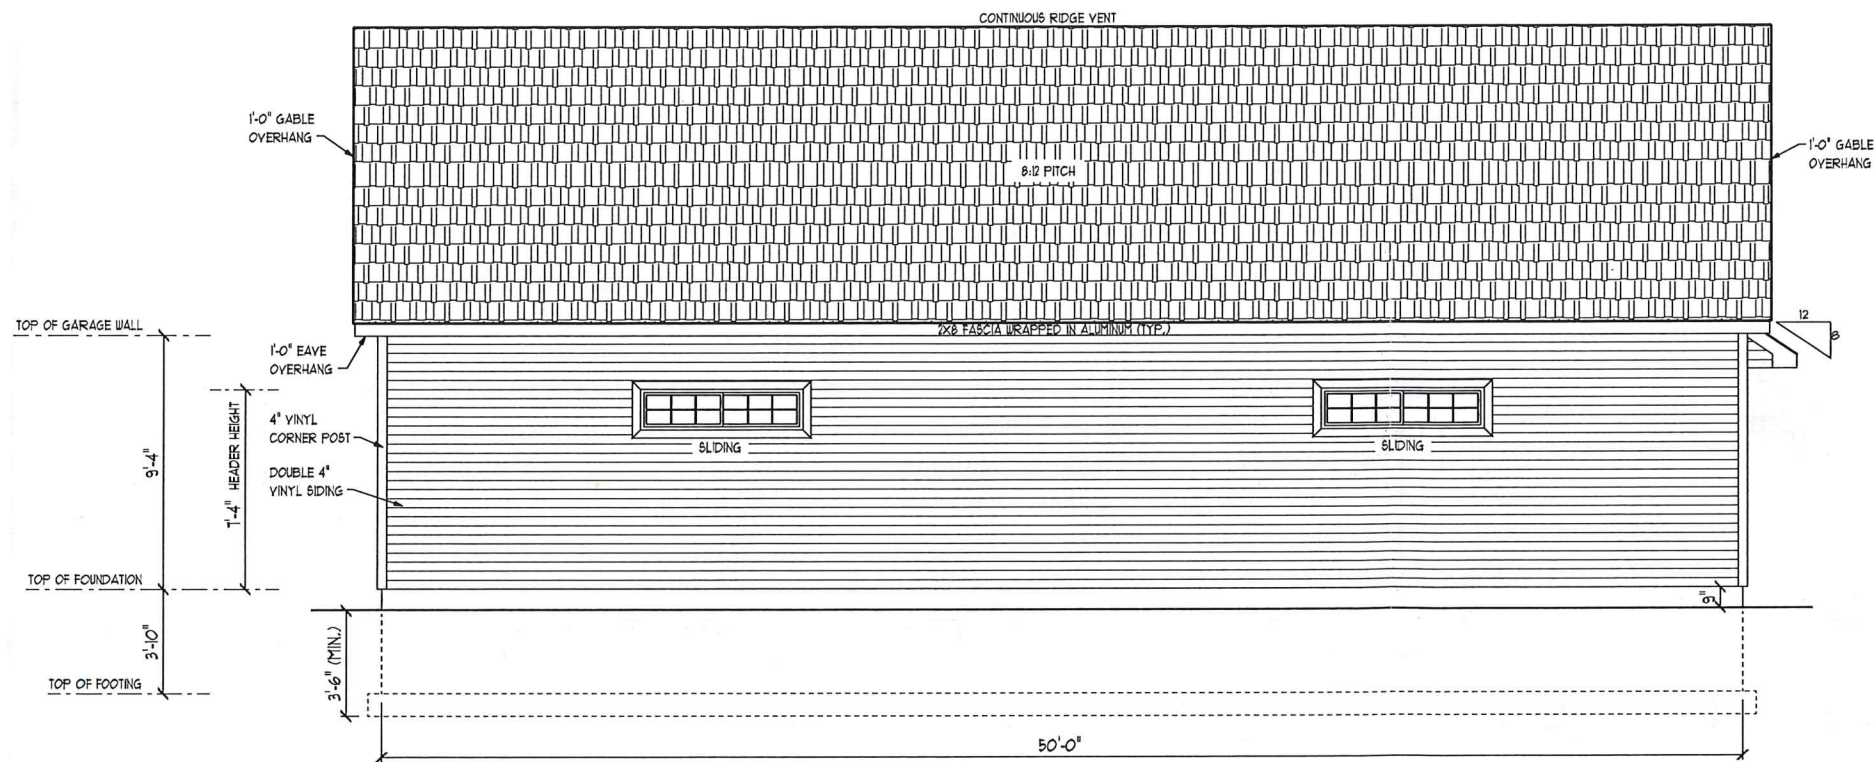 CONTINUOUS RIDGE VENT
1'-0" GABLE
OVERHANG
1'-0" GABLE
OVERHANG
8:12 PITCH
TOP OF GARAGE WALL
2X8 FASCIA WRAPPED IN ALUMINUM (TYP.)
12
8
1'-0" EAVE
OVERHANG
4" VINYL
CORNER POST
SLIDING
SLIDING
DOUBLE 4"
VINYL SIDING
9'-4"
7'-4" HEADER HEIGHT
TOP OF FOUNDATION
9"
3'-10"
3'-6" (MIN.)
TOP OF FOOTING
50'-0"